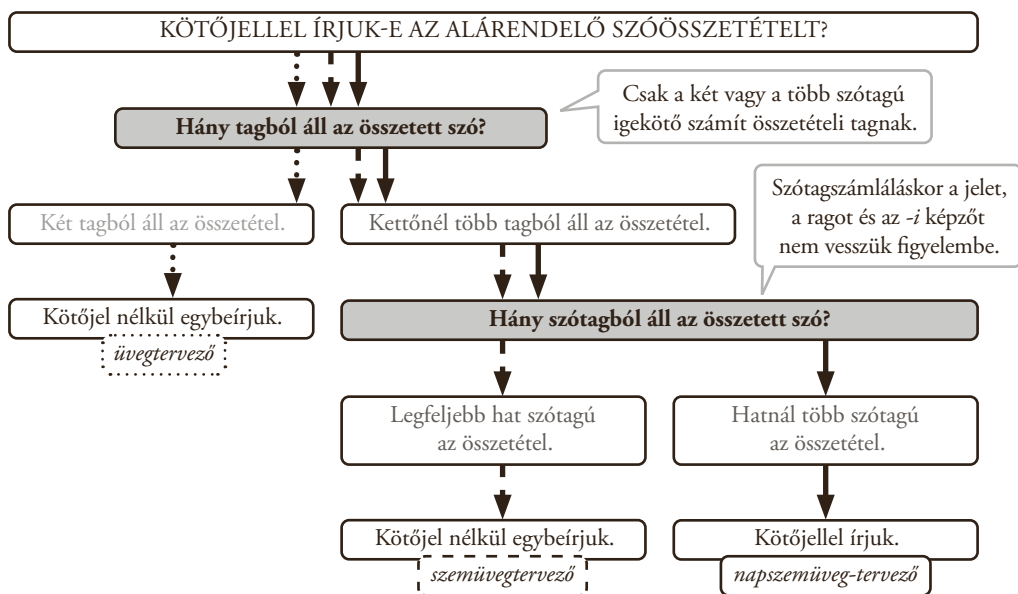 KÖTŐJELLEL ÍRJUK-E AZ ALÁRENDELŐ SZÓÖSSZETÉTELT?
Csak a két vagy a több szótagú
igekötő számít összetételi tagnak.
Hány tagból áll az összetett szó?
Szótagszámláláskor a jelet,
a ragot és az -i képzőt
nem vesszük figyelembe.
Két tagból áll az összetétel.
Kettőnél több tagból áll az összetétel.
Kötőjel nélkül egybeírjuk.
üvegtervező
Hány szótagból áll az összetett szó?
Legfeljebb hat szótagú
az összetétel.
Hatnál több szótagú
az összetétel.
Kötőjel nélkül egybeírjuk.
szemüvegtervező
Kötőjellel írjuk.
napszemüveg-tervező